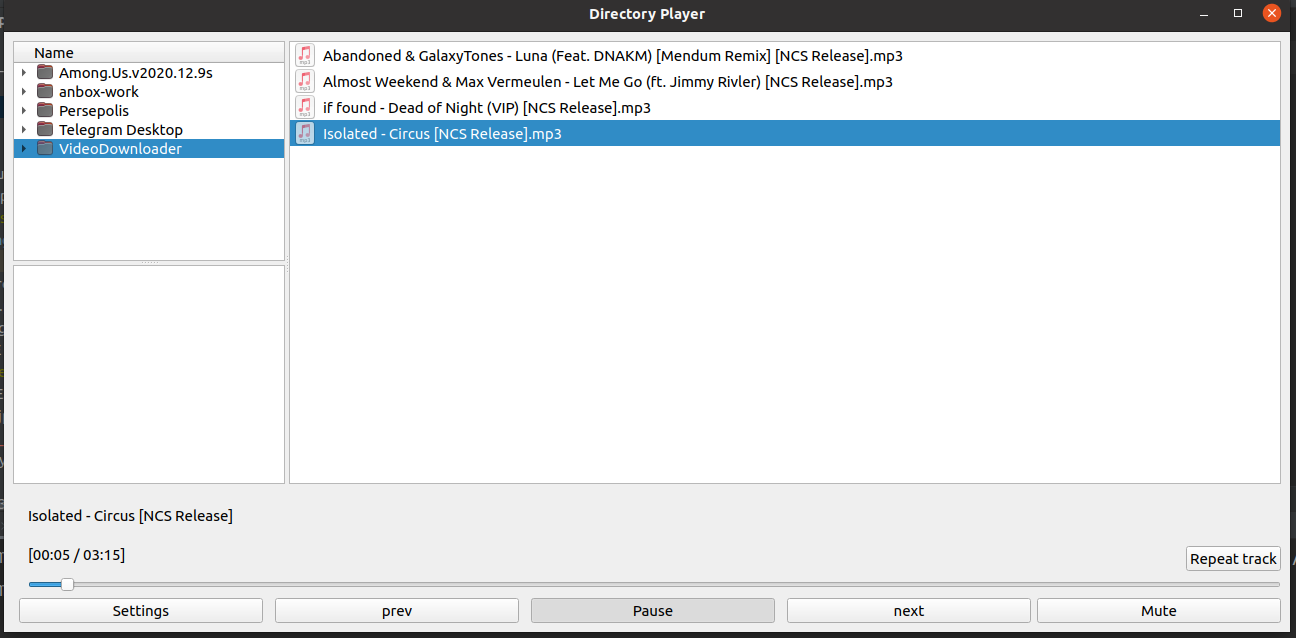 Directory Player
Name
Among.Us.v2020.12.9s
anbox-work
Persepolis
Telegram Desktop
VideoDownloader
Abandoned & GalaxyTones - Luna (Feat. DNAKM) [Mendum Remix] [NCS Release].mp3
Almost Weekend & Max Vermeulen - Let Me Go (ft. Jimmy Rivler) [NCS Release].mp3
if found - Dead of Night (VIP) [NCS Release].mp3
Isolated - Circus [NCS Release].mp3
Isolated - Circus [NCS Release]
[00:05 / 03:15]
Repeat track
Settings
prev
Pause
next
Mute